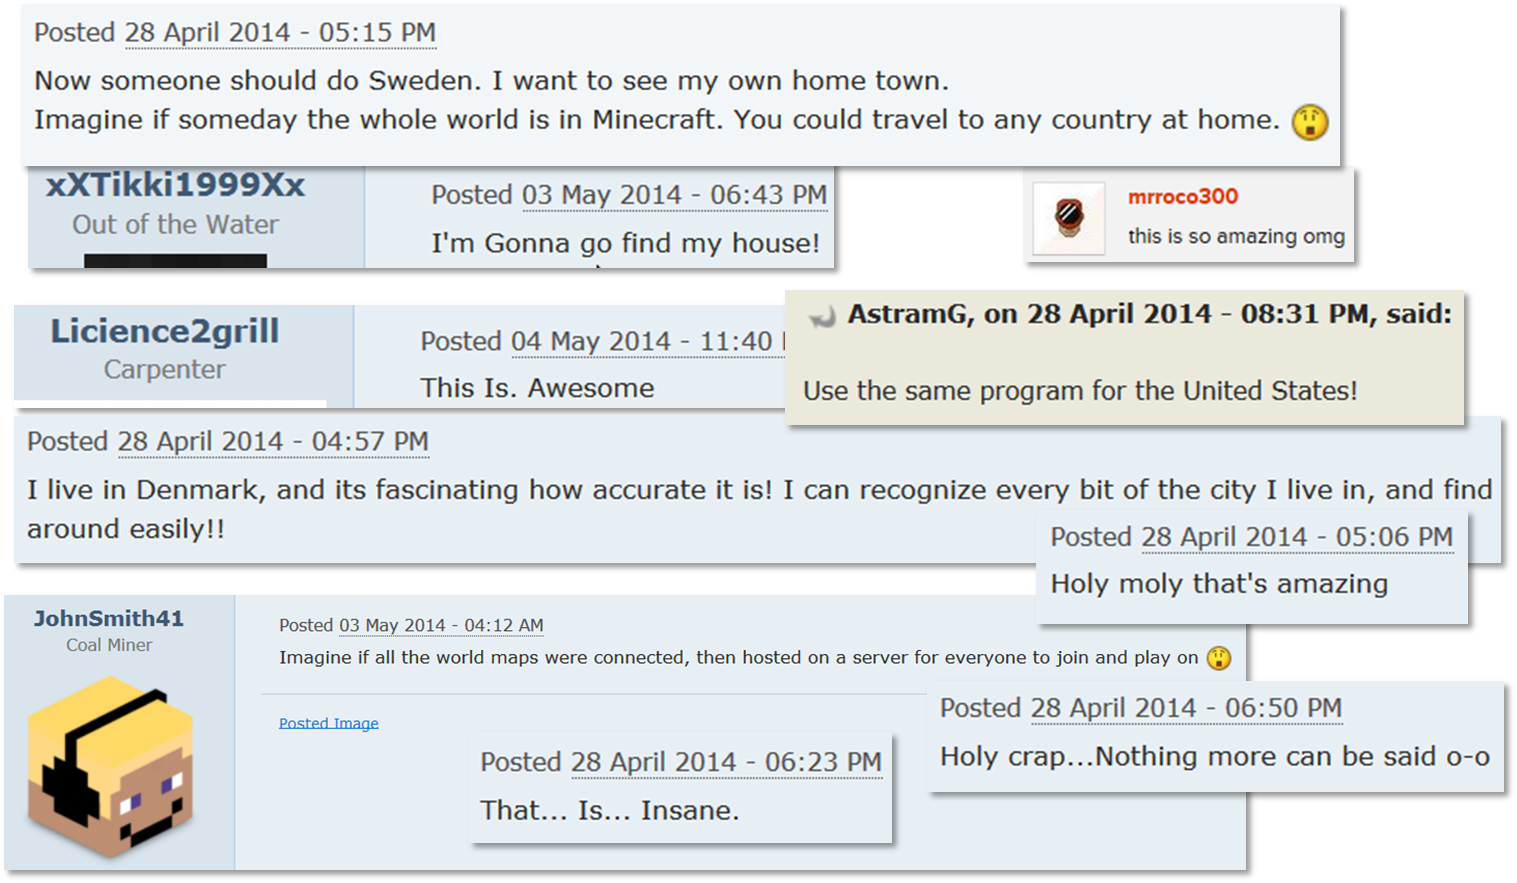 Posted 28 April 2014 - 05:15 PM
Now someone should do Sweden. I want to see my own home town.
Imagine if someday the whole world is in Minecraft. You could travel to any country at home.
xXTikki1999Xx
Out of the Water
Posted 03 May 2014 - 06:43 PM
I'm Gonna go find my house!
mrroco300
this is so amazing omg
Licience2grill
Carpenter
Posted 04 May 2014 - 11:40
This Is. Awesome
AstramG, on 28 April 2014 - 08:31 PM, said:
Use the same program for the United States!
Posted 28 April 2014 - 04:57 PM
I live in Denmark, and its fascinating how accurate it is! I can recognize every bit of the city I live in, and find
around easily!!
Posted 28 April 2014 - 05:06 PM
Holy moly that's amazing
JohnSmith41
Coal Miner
Posted 03 May 2014 - 04:12 AM
Imagine if all the world maps were connected, then hosted on a server for everyone to join and play on
Posted Image
Posted 28 April 2014 - 06:50 PM
Holy crap...Nothing more can be said o-o
Posted 28 April 2014 - 06:23 PM
That... Is... Insane.